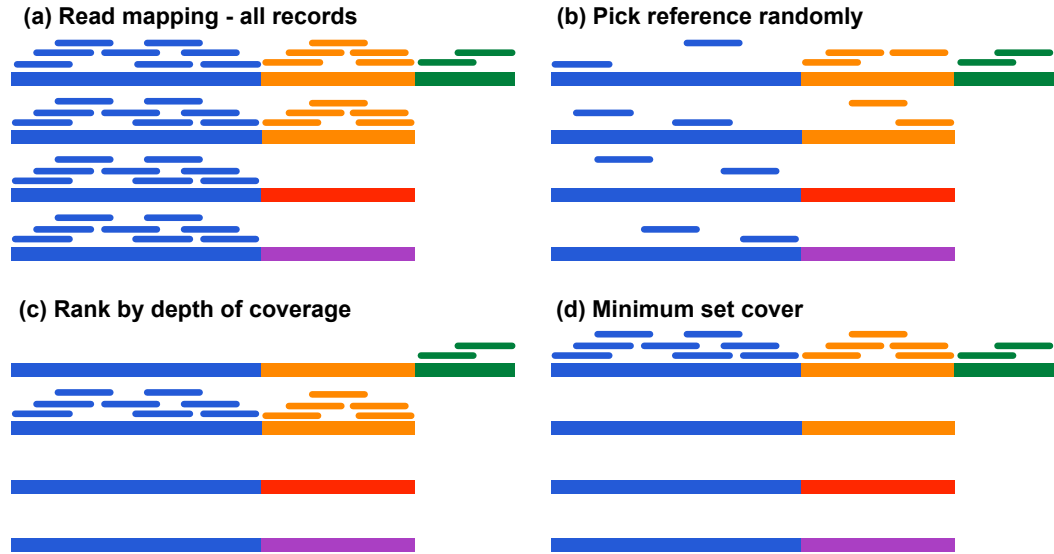 (a) Read mapping - all records
(b) Pick reference randomly
(c) Rank by depth of coverage
(d) Minimum set cover